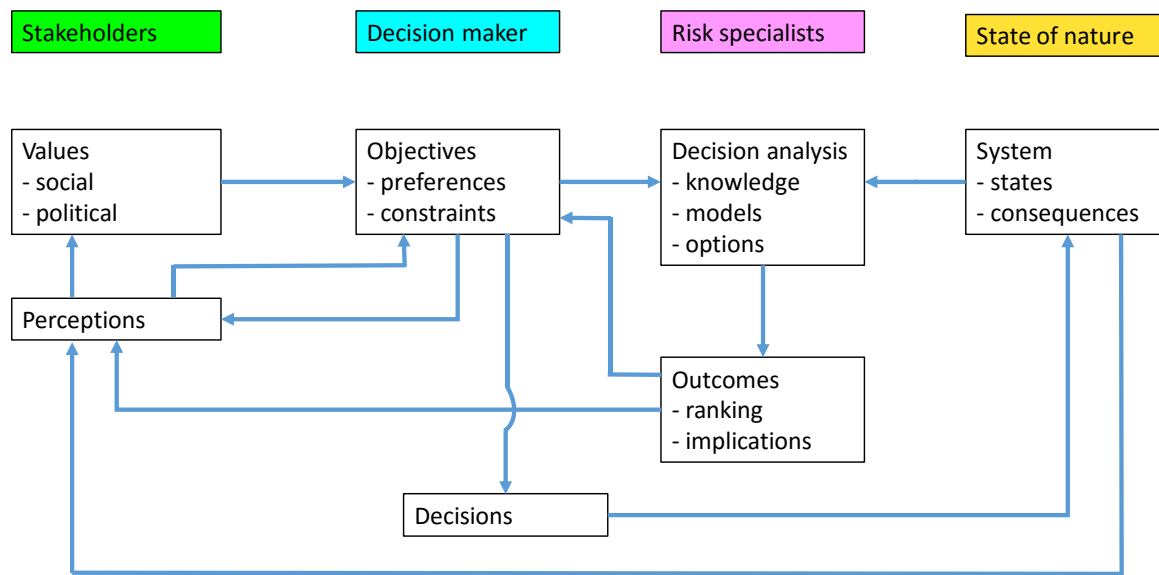 Stakeholders
Decision maker
Risk specialists
State of nature
Values
- social
- political
Objectives
- preferences
- constraints
Decision analysis
- knowledge
- models
- options
System
- states
- consequences
Perceptions
Outcomes
- ranking
- implications
Decisions